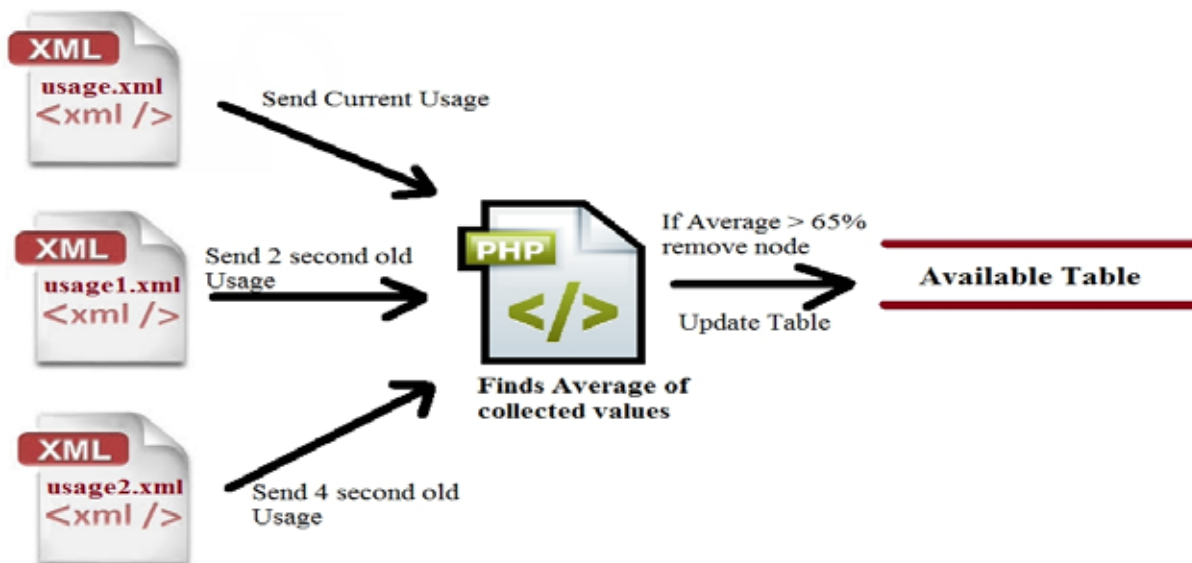 XML
usage.xml
<xml />
Send Current Usage
XML
usage1.xml
<xml />
Send 2 second old
Usage
XML
usage2.xml
<xml />
Send 4 second old
Usage
PHP
</>
Finds Average of
collected values
If Average > 65%
remove node
Update Table
Available Table